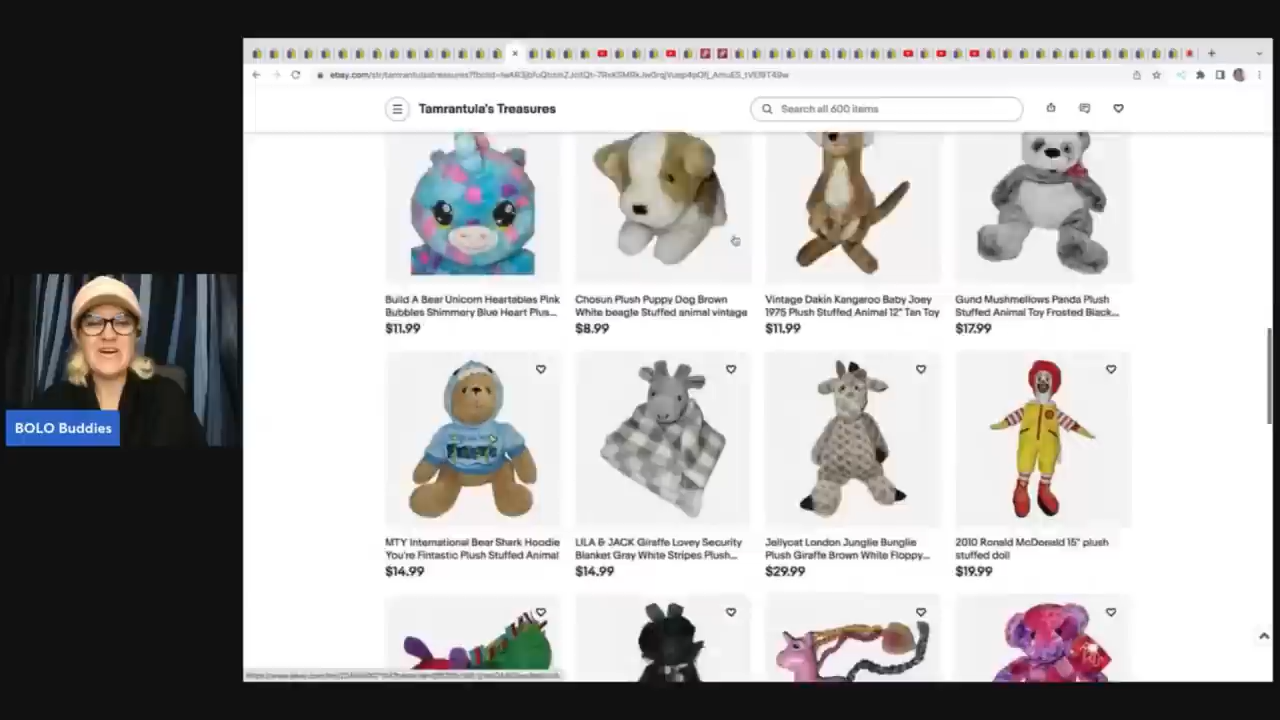 Tamrantula's Treasures
Search all 600 items
Build A Bear Unicorn Heartables Pink
Bubbles Shimmery Blue Heart Plus...
$11.99
Chosun Plush Puppy Dog Brown
White beagle Stuffed animal vintage
$8.99
Vintage Dakin Kangaroo Baby Joey
1975 Plush Stuffed Animal 12" Tan Toy
$11.99
Gund Mushmellows Panda Plush
Stuffed Animal Toy Frosted Black...
$17.99
BOLO Buddies
MTY International Bear Shark Hoodie
You're Fintastic Plush Stuffed Animal
$14.99
LILA & JACK Giraffe Lovey Security
Blanket Gray White Stripes Plush...
$14.99
Jellycat London Junglie Bunglie
Plush Giraffe Brown White Floppy...
$29.99
2010 Ronald McDonald 15" plush
stuffed doll
$19.99